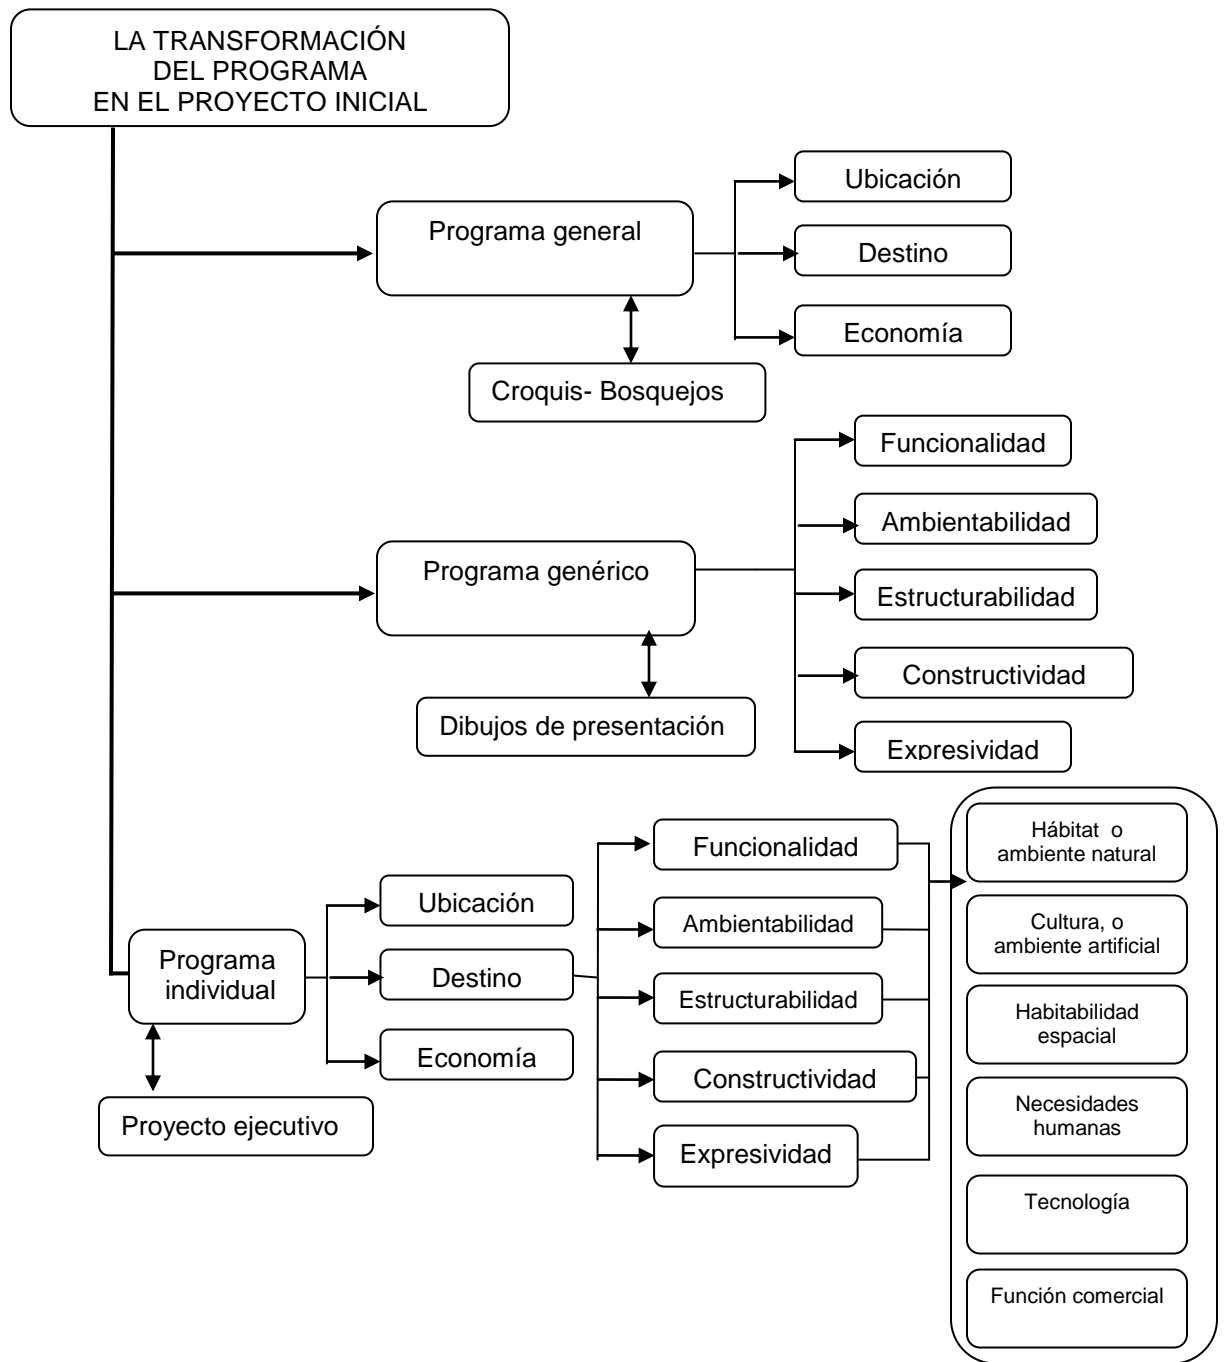 LA TRANSFORMACIÓN
DEL PROGRAMA
EN EL PROYECTO INICIAL
Programa general
Ubicación
Destino
Economía
Croquis- Bosquejos
Programa genérico
Funcionalidad
Ambientabilidad
Estructurabilidad
Constructividad
Expresividad
Dibujos de presentación
Programa
individual
Proyecto ejecutivo
Ubicación
Destino
Economía
Funcionalidad
Ambientabilidad
Estructurabilidad
Constructividad
Expresividad
Hábitat o
ambiente natural
Cultura, o
ambiente artificial
Habitabilidad
espacial
Necesidades
humanas
Tecnología
Función comercial